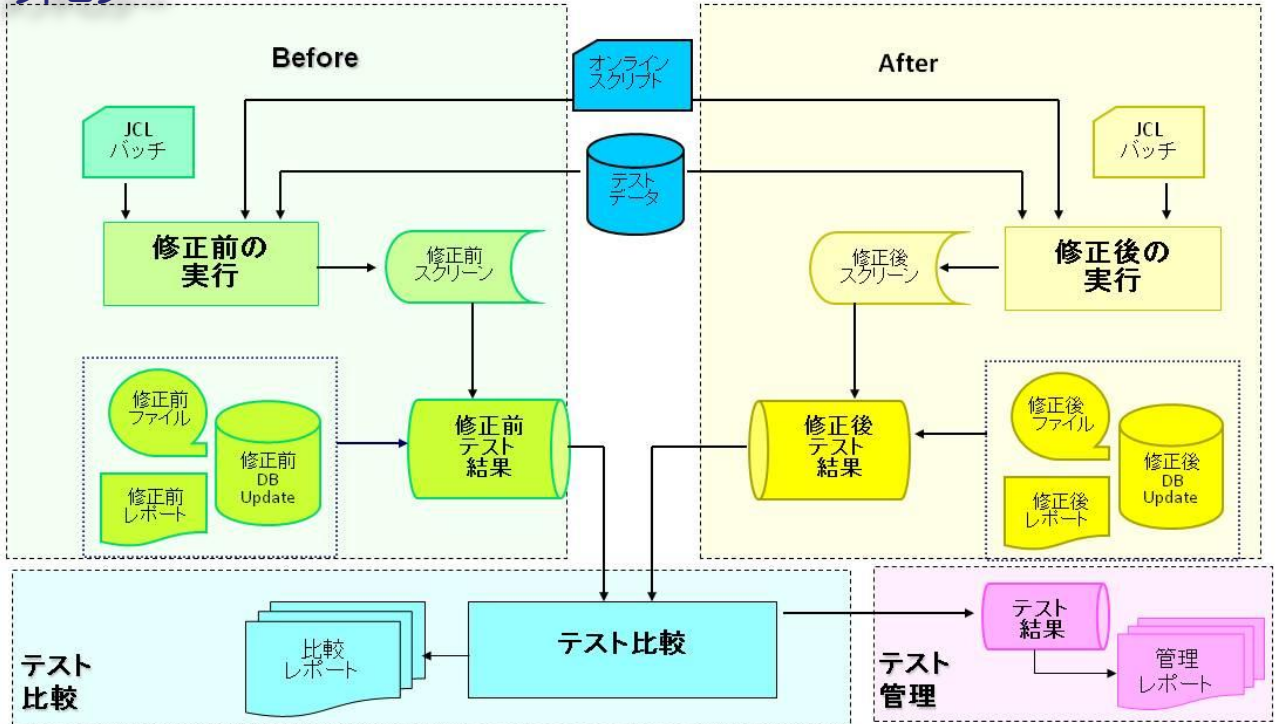 Before
After
オンライン
スクリプト
JCL
バッチ
JCL
バッチ
テスト
データ
修正前の
実行
修正前
スクリーン
修正後
スクリーン
修正後の
実行
修正前
ファイル
修正前
DB
Update
修正前
レポート
修正前
テスト
結果
修正後
テスト
結果
修正後
ファイル
修正後
DB
Update
修正後
レポート
テスト
比較
比較
レポート
テスト比較
テスト
管理
テスト
結果
管理
レポート